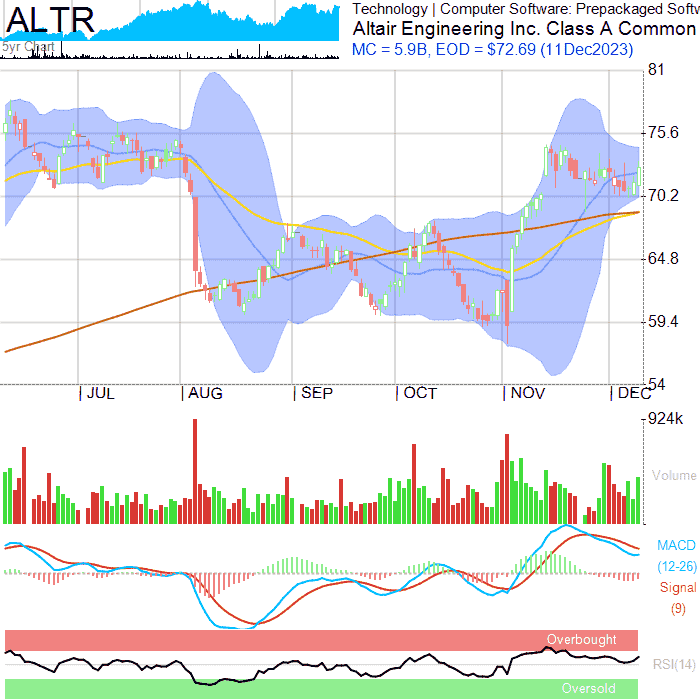 ALTR
5yr Chart
Technology | Computer Software: Prepackaged Softw
Altair Engineering Inc. Class A Common
MC = 5.9B, EOD = $72.69 (11Dec2023)
81
75.6
70.2
64.8
59.4
54
JUL AUG SEP OCT NOV DEC
924k
Volume
MACD
(12-26)
Signal
(9)
Overbought
RSI(14)
Oversold